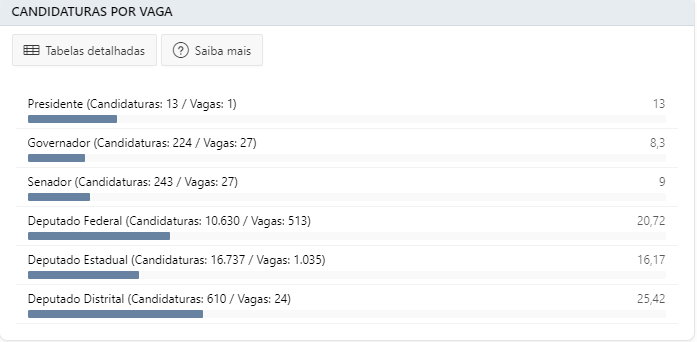 CANDIDATURAS POR VAGA
Tabelas detalhadas
? Saiba mais
Presidente (Candidaturas: 13 / Vagas: 1) 13
Governador (Candidaturas: 224 / Vagas: 27) 8,3
Senador (Candidaturas: 243 / Vagas: 27) 9
Deputado Federal (Candidaturas: 10.630 / Vagas: 513) 20,72
Deputado Estadual (Candidaturas: 16.737 / Vagas: 1.035) 16,17
Deputado Distrital (Candidaturas: 610 / Vagas: 24) 25,42